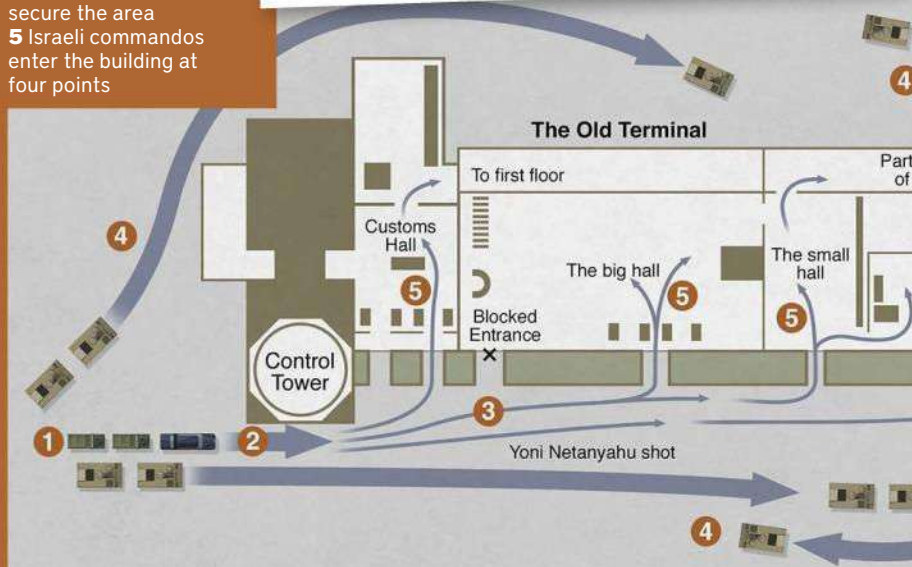 secure the area
5 Israeli commandos
enter the building at
four points
4
The Old Terminal
To first floor
Part
of
4
Customs
Hall
The big hall
The small
hall
5
5
5
Blocked
Entrance
Control
Tower
3
1
2
Yoni Netanyahu shot
4